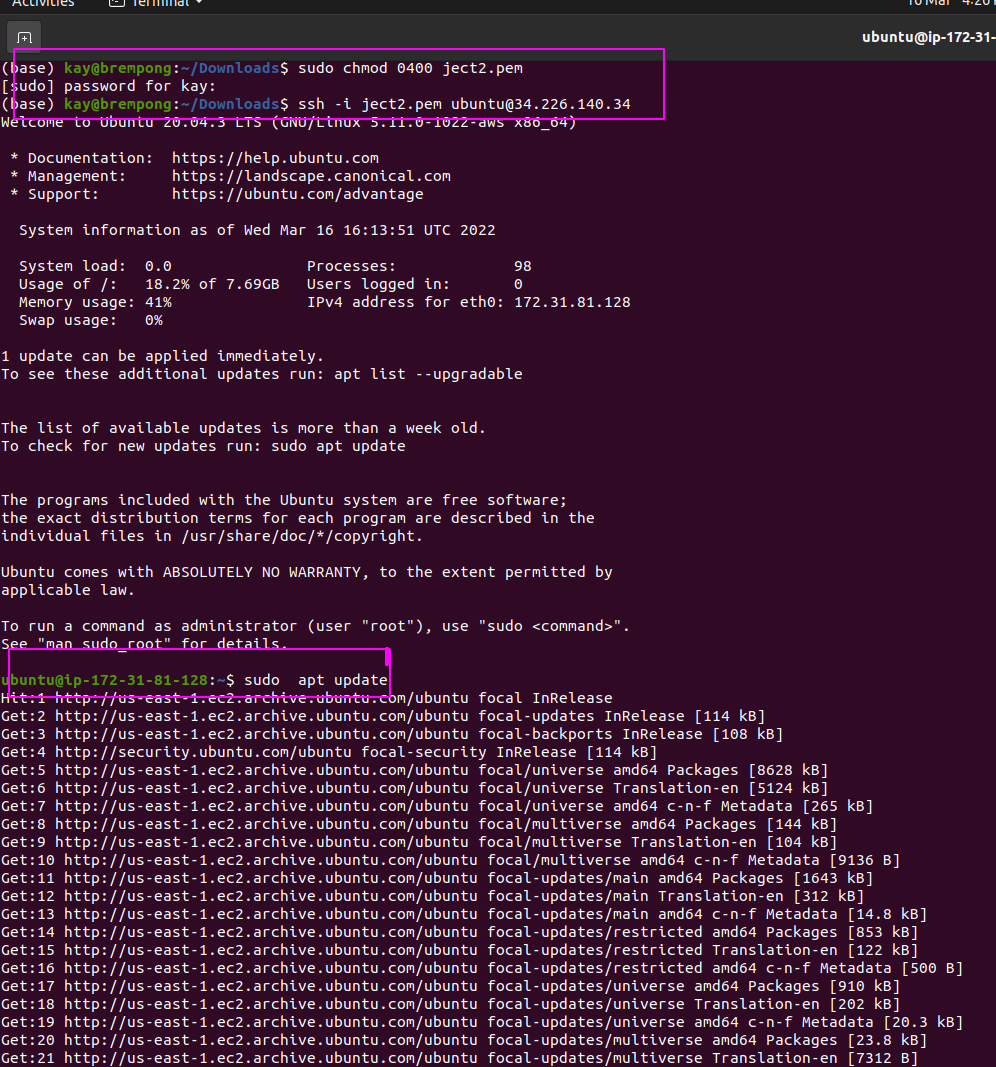 Activities Terminal
ubuntu@ip-172-31-
(base) kay@brempong:~/Downloads$ sudo chmod 0400 ject2.pem
[sudo] password for kay:
(base) kay@brempong:~/Downloads$ ssh -i ject2.pem ubuntu@34.226.140.34
Welcome to Ubuntu 20.04.3 LTS (GNU/Linux 5.11.0-1022-aws x86_64)
* Documentation: https://help.ubuntu.com
* Management: https://landscape.canonical.com
* Support: https://ubuntu.com/advantage
System information as of Wed Mar 16 16:13:51 UTC 2022
System load: 0.0 Processes: 98
Usage of /: 18.2% of 7.69GB Users logged in: 0
Memory usage: 41% IPv4 address for eth0: 172.31.81.128
Swap usage: 0%
1 update can be applied immediately.
To see these additional updates run: apt list --upgradable
The list of available updates is more than a week old.
To check for new updates run: sudo apt update
The programs included with the Ubuntu system are free software;
the exact distribution terms for each program are described in the
individual files in /usr/share/doc/*/copyright.
Ubuntu comes with ABSOLUTELY NO WARRANTY, to the extent permitted by
applicable law.
To run a command as administrator (user "root"), use "sudo <command>".
See "man sudo_root" for details.
ubuntu@ip-172-31-81-128:~$ sudo  apt update
Hit:1 http://us-east-1.ec2.archive.ubuntu.com/ubuntu focal InRelease
Get:2 http://us-east-1.ec2.archive.ubuntu.com/ubuntu focal-updates InRelease [114 kB]
Get:3 http://us-east-1.ec2.archive.ubuntu.com/ubuntu focal-backports InRelease [108 kB]
Get:4 http://security.ubuntu.com/ubuntu focal-security InRelease [114 kB]
Get:5 http://us-east-1.ec2.archive.ubuntu.com/ubuntu focal/universe amd64 Packages [8628 kB]
Get:6 http://us-east-1.ec2.archive.ubuntu.com/ubuntu focal/universe Translation-en [5124 kB]
Get:7 http://us-east-1.ec2.archive.ubuntu.com/ubuntu focal/universe amd64 c-n-f Metadata [265 kB]
Get:8 http://us-east-1.ec2.archive.ubuntu.com/ubuntu focal/multiverse amd64 Packages [144 kB]
Get:9 http://us-east-1.ec2.archive.ubuntu.com/ubuntu focal/multiverse Translation-en [104 kB]
Get:10 http://us-east-1.ec2.archive.ubuntu.com/ubuntu focal/multiverse amd64 c-n-f Metadata [9136 B]
Get:11 http://us-east-1.ec2.archive.ubuntu.com/ubuntu focal-updates/main amd64 Packages [1643 kB]
Get:12 http://us-east-1.ec2.archive.ubuntu.com/ubuntu focal-updates/main Translation-en [312 kB]
Get:13 http://us-east-1.ec2.archive.ubuntu.com/ubuntu focal-updates/main amd64 c-n-f Metadata [14.8 kB]
Get:14 http://us-east-1.ec2.archive.ubuntu.com/ubuntu focal-updates/restricted amd64 Packages [853 kB]
Get:15 http://us-east-1.ec2.archive.ubuntu.com/ubuntu focal-updates/restricted Translation-en [122 kB]
Get:16 http://us-east-1.ec2.archive.ubuntu.com/ubuntu focal-updates/restricted amd64 c-n-f Metadata [500 B]
Get:17 http://us-east-1.ec2.archive.ubuntu.com/ubuntu focal-updates/universe amd64 Packages [910 kB]
Get:18 http://us-east-1.ec2.archive.ubuntu.com/ubuntu focal-updates/universe Translation-en [202 kB]
Get:19 http://us-east-1.ec2.archive.ubuntu.com/ubuntu focal-updates/universe amd64 c-n-f Metadata [20.3 kB]
Get:20 http://us-east-1.ec2.archive.ubuntu.com/ubuntu focal-updates/multiverse amd64 Packages [23.8 kB]
Get:21 http://us-east-1.ec2.archive.ubuntu.com/ubuntu focal-updates/multiverse Translation-en [7312 B]